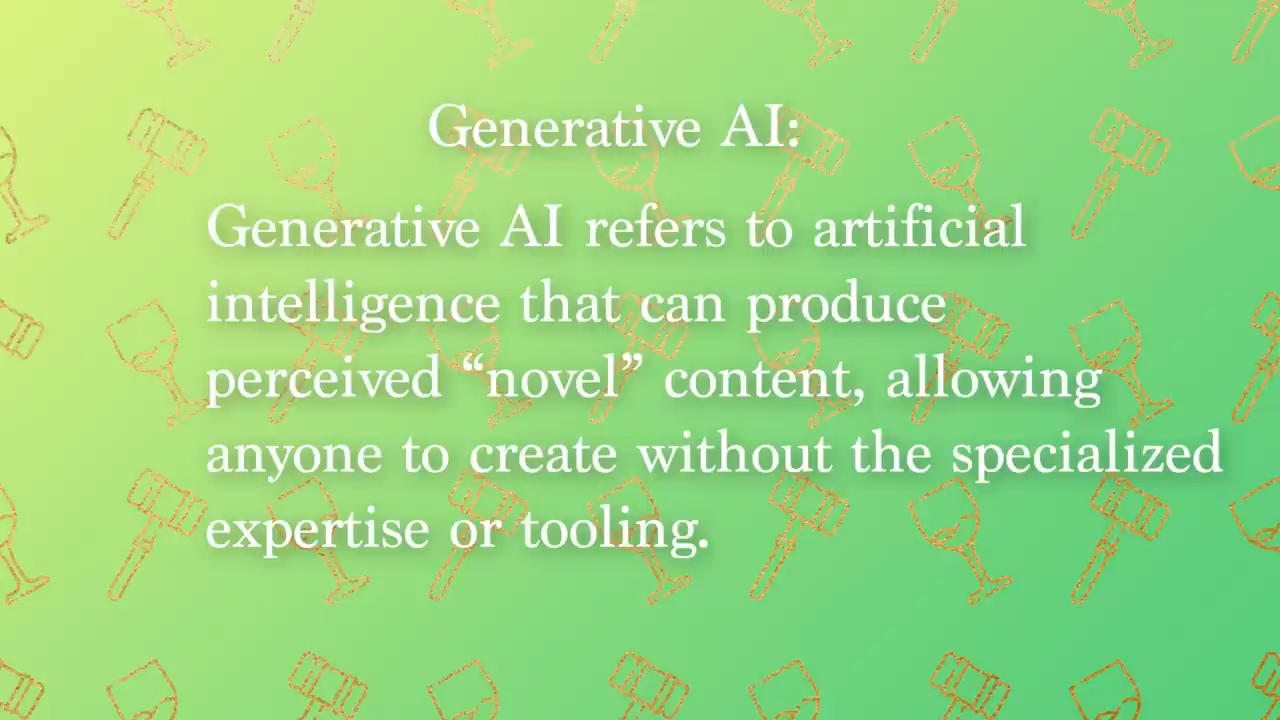 Generative AI:
Generative AI refers to artificial
intelligence that can produce
perceived “novel” content, allowing
anyone to create without the specialized
expertise or tooling.